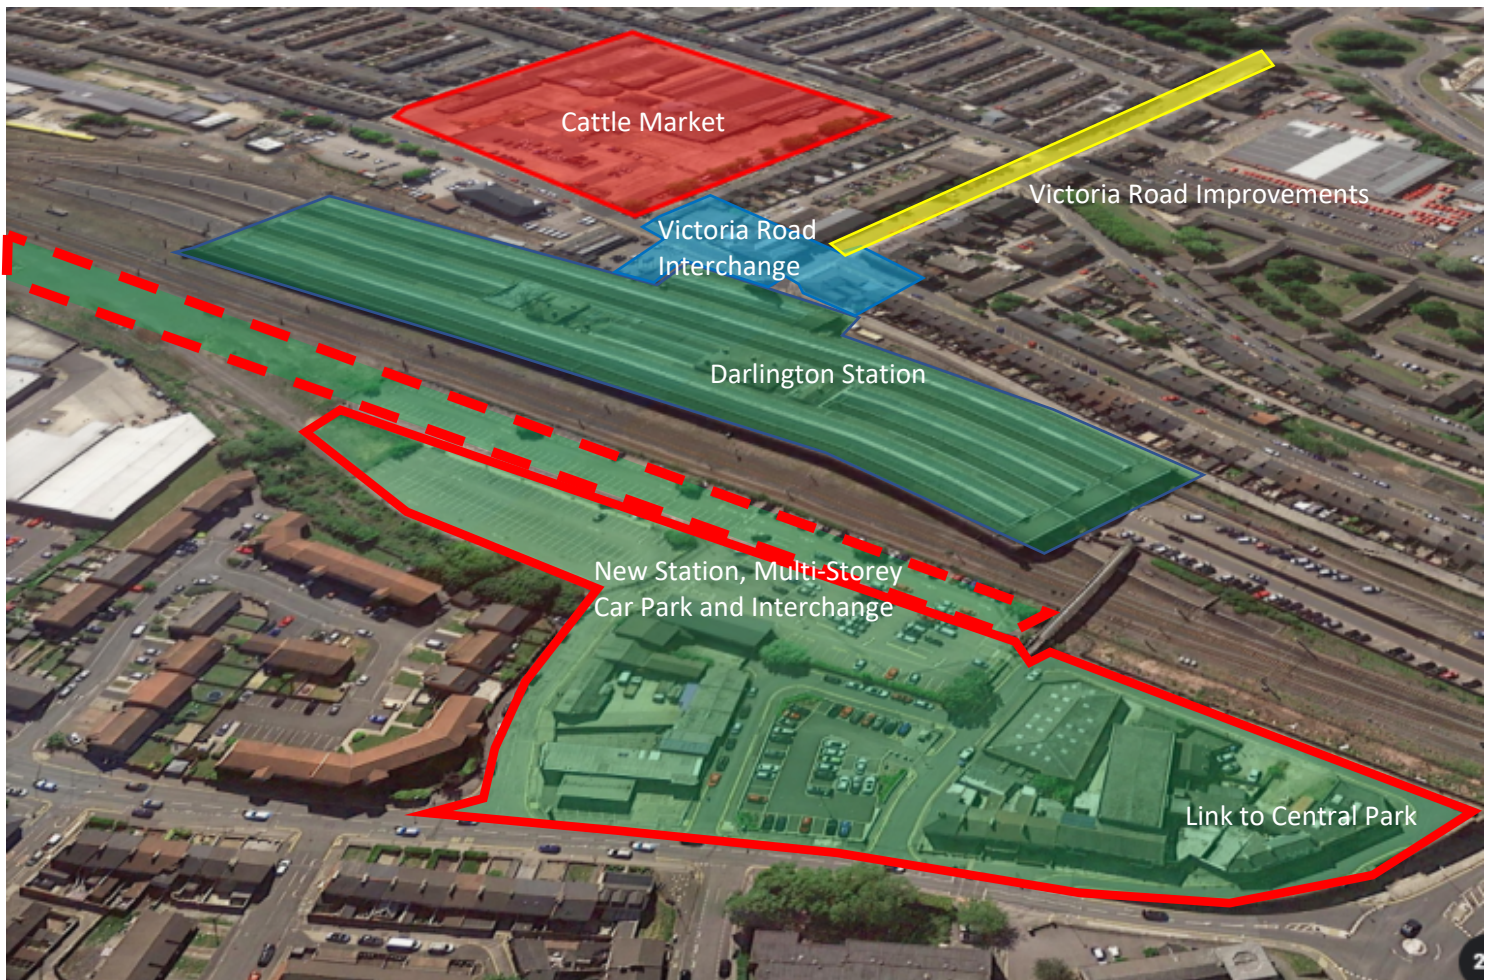 Cattle Market
Victoria Road Improvements
Victoria Road
Interchange
Darlington Station
New Station, Multi-Storey
Car Park and Interchange
Link to Central Park
2